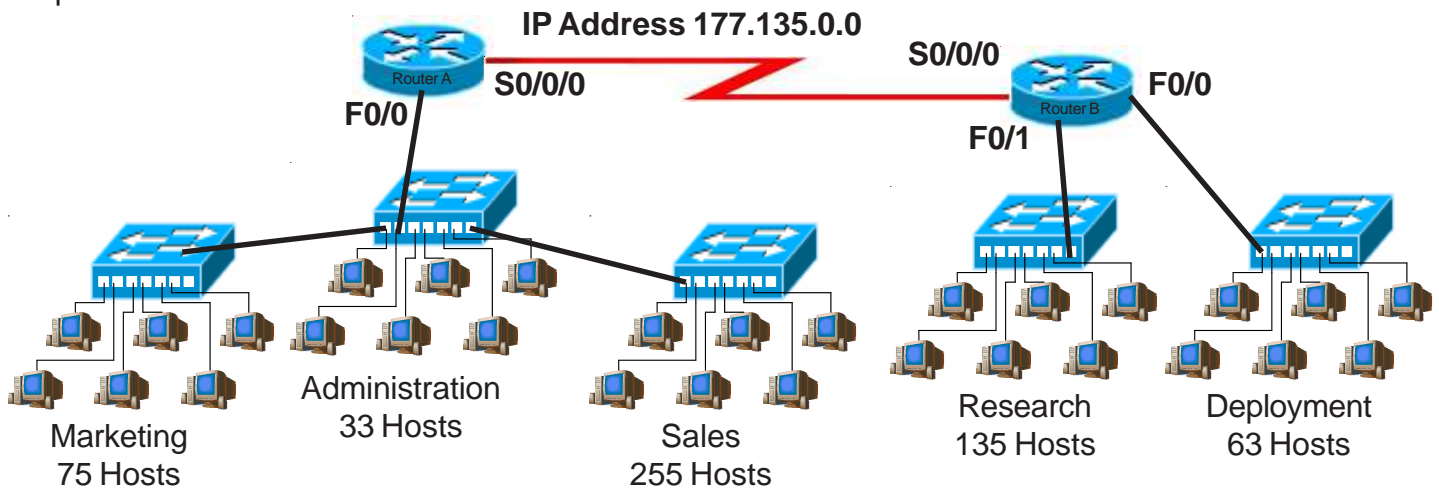 IP Address 177.135.0.0
Router A
S0/0/0
F0/0
S0/0/0
F0/0
Router B
F0/1
Marketing
75 Hosts
Administration
33 Hosts
Sales
255 Hosts
Research
135 Hosts
Deployment
63 Hosts